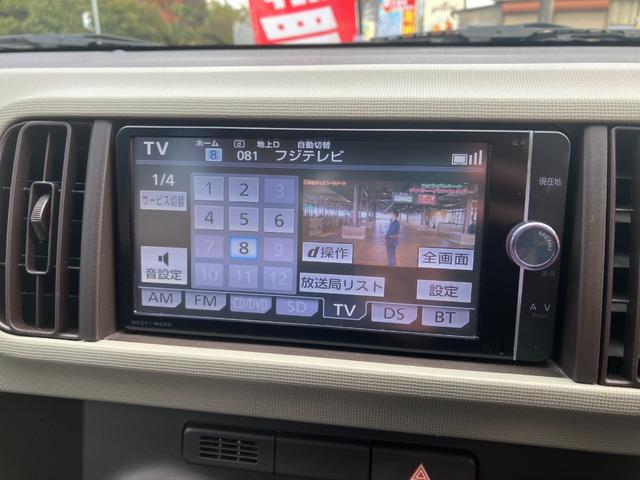 TV
ホーム 8
d
地上D
自動切替
081 フジテレビ
1/4
サービス切替
1 2 3
4 5 6
7 8 9
10 11 12
音設定
d操作
全画面
放送局リスト
設定
AM FM CD/DVD SD TV DS BT
NSZT-W62G
現在地
MENU
AV